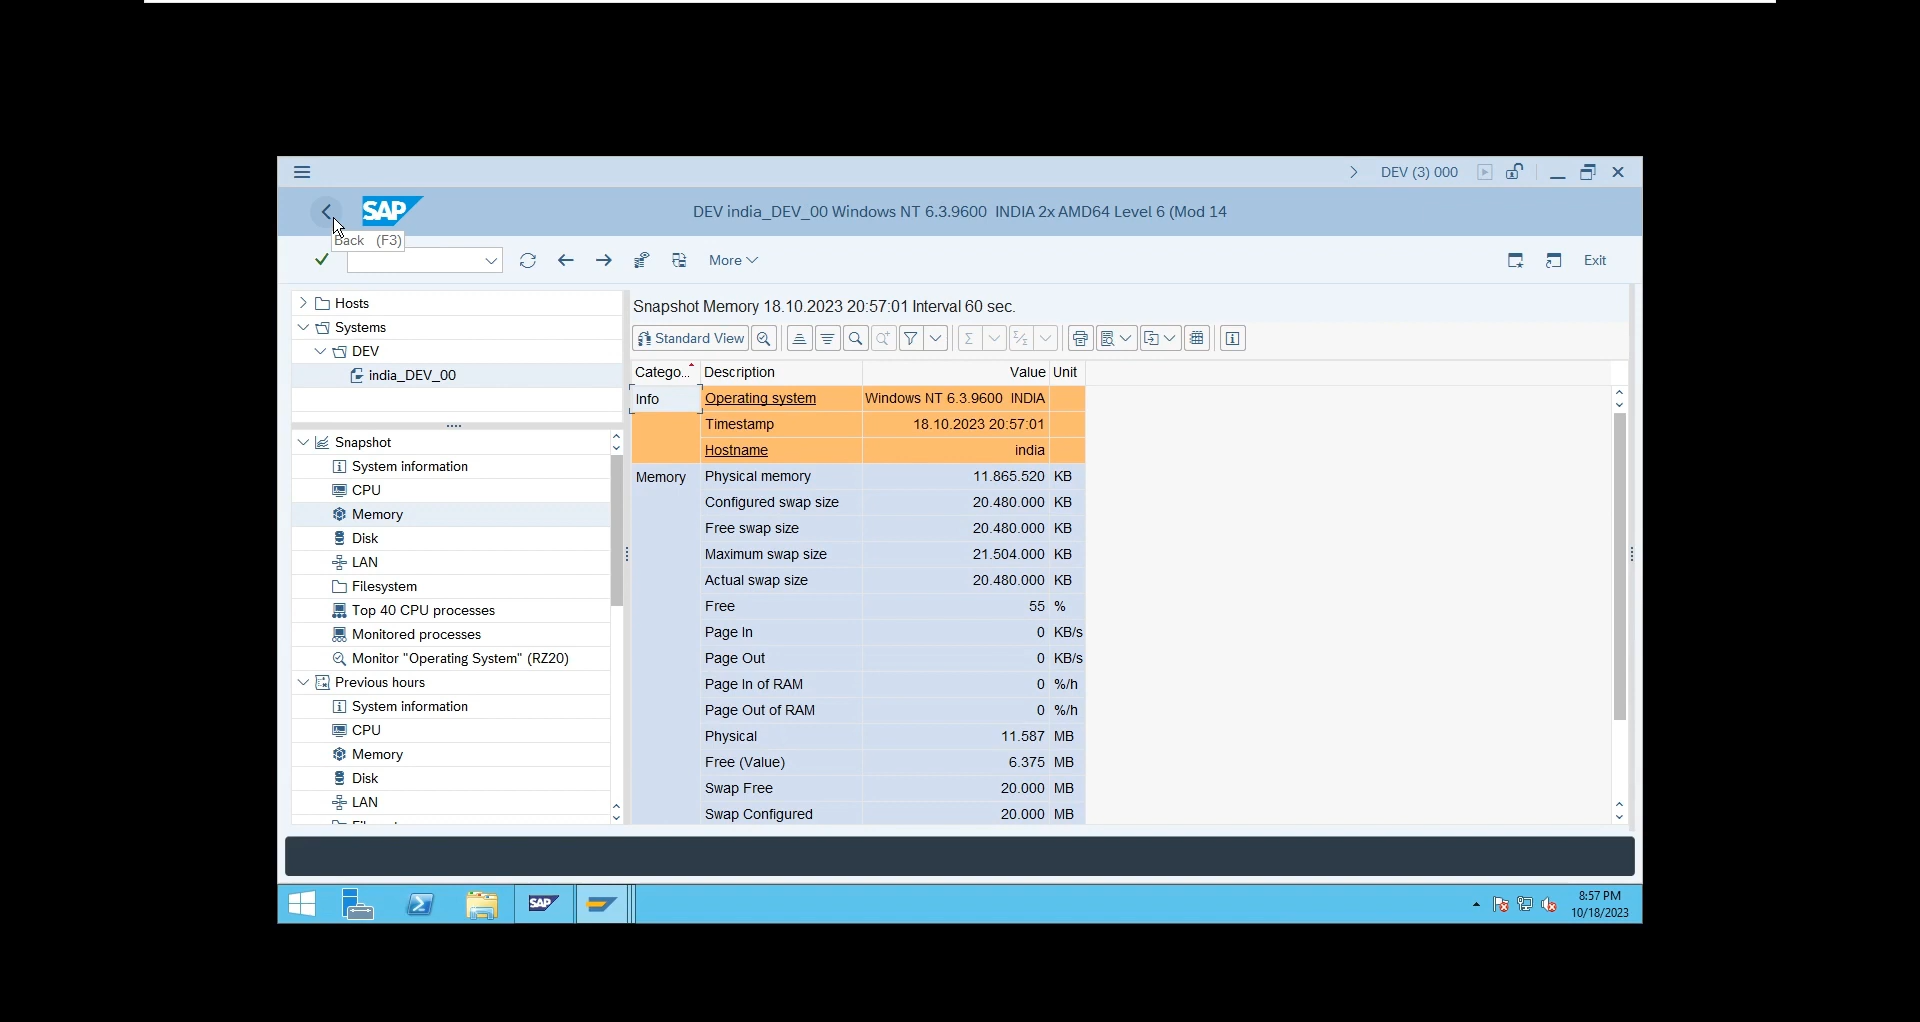 DEV (3) 000
SAP
DEV india_DEV_00 Windows NT 6.3.9600 INDIA 2x AMD64 Level 6 (Mod 14
Back (F3)
More
Exit
Hosts
Systems
DEV
india_DEV_00
Snapshot
System information
CPU
Memory
Disk
LAN
Filesystem
Top 40 CPU processes
Monitored processes
Monitor "Operating System" (RZ20)
Previous hours
System information
CPU
Memory
Disk
LAN
Snapshot Memory 18.10.2023 20:57:01 Interval 60 sec.
Standard View
Catego... Description Value Unit
Info Operating system Windows NT 6.3.9600 INDIA
Timestamp 18.10.2023 20:57:01
Hostname india
Memory Physical memory 11.865.520 KB
Configured swap size 20.480.000 KB
Free swap size 20.480.000 KB
Maximum swap size 21.504.000 KB
Actual swap size 20.480.000 KB
Free 55 %
Page In 0 KB/s
Page Out 0 KB/s
Page In of RAM 0 %/h
Page Out of RAM 0 %/h
Physical 11.587 MB
Free (Value) 6.375 MB
Swap Free 20.000 MB
Swap Configured 20.000 MB
SAP
8:57 PM
10/18/2023